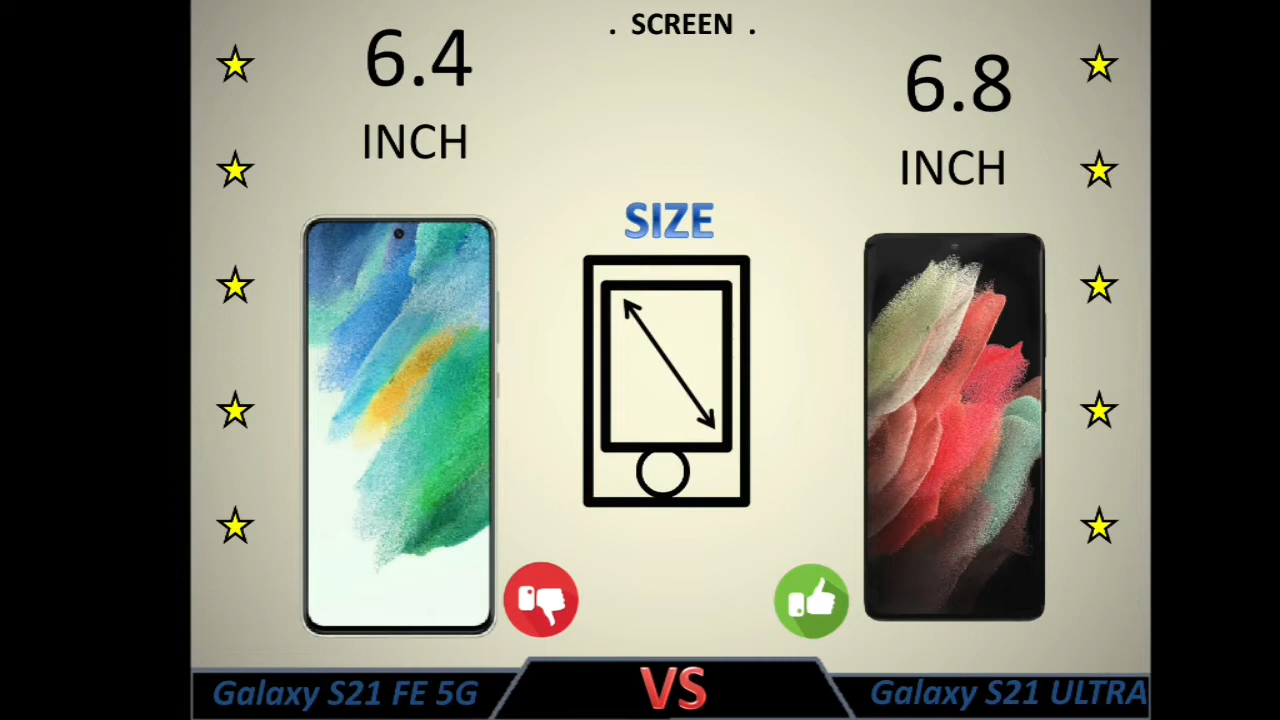 . SCREEN .
6.4
INCH
6.8
INCH
SIZE
Galaxy S21 FE 5G
VS
Galaxy S21 ULTRA